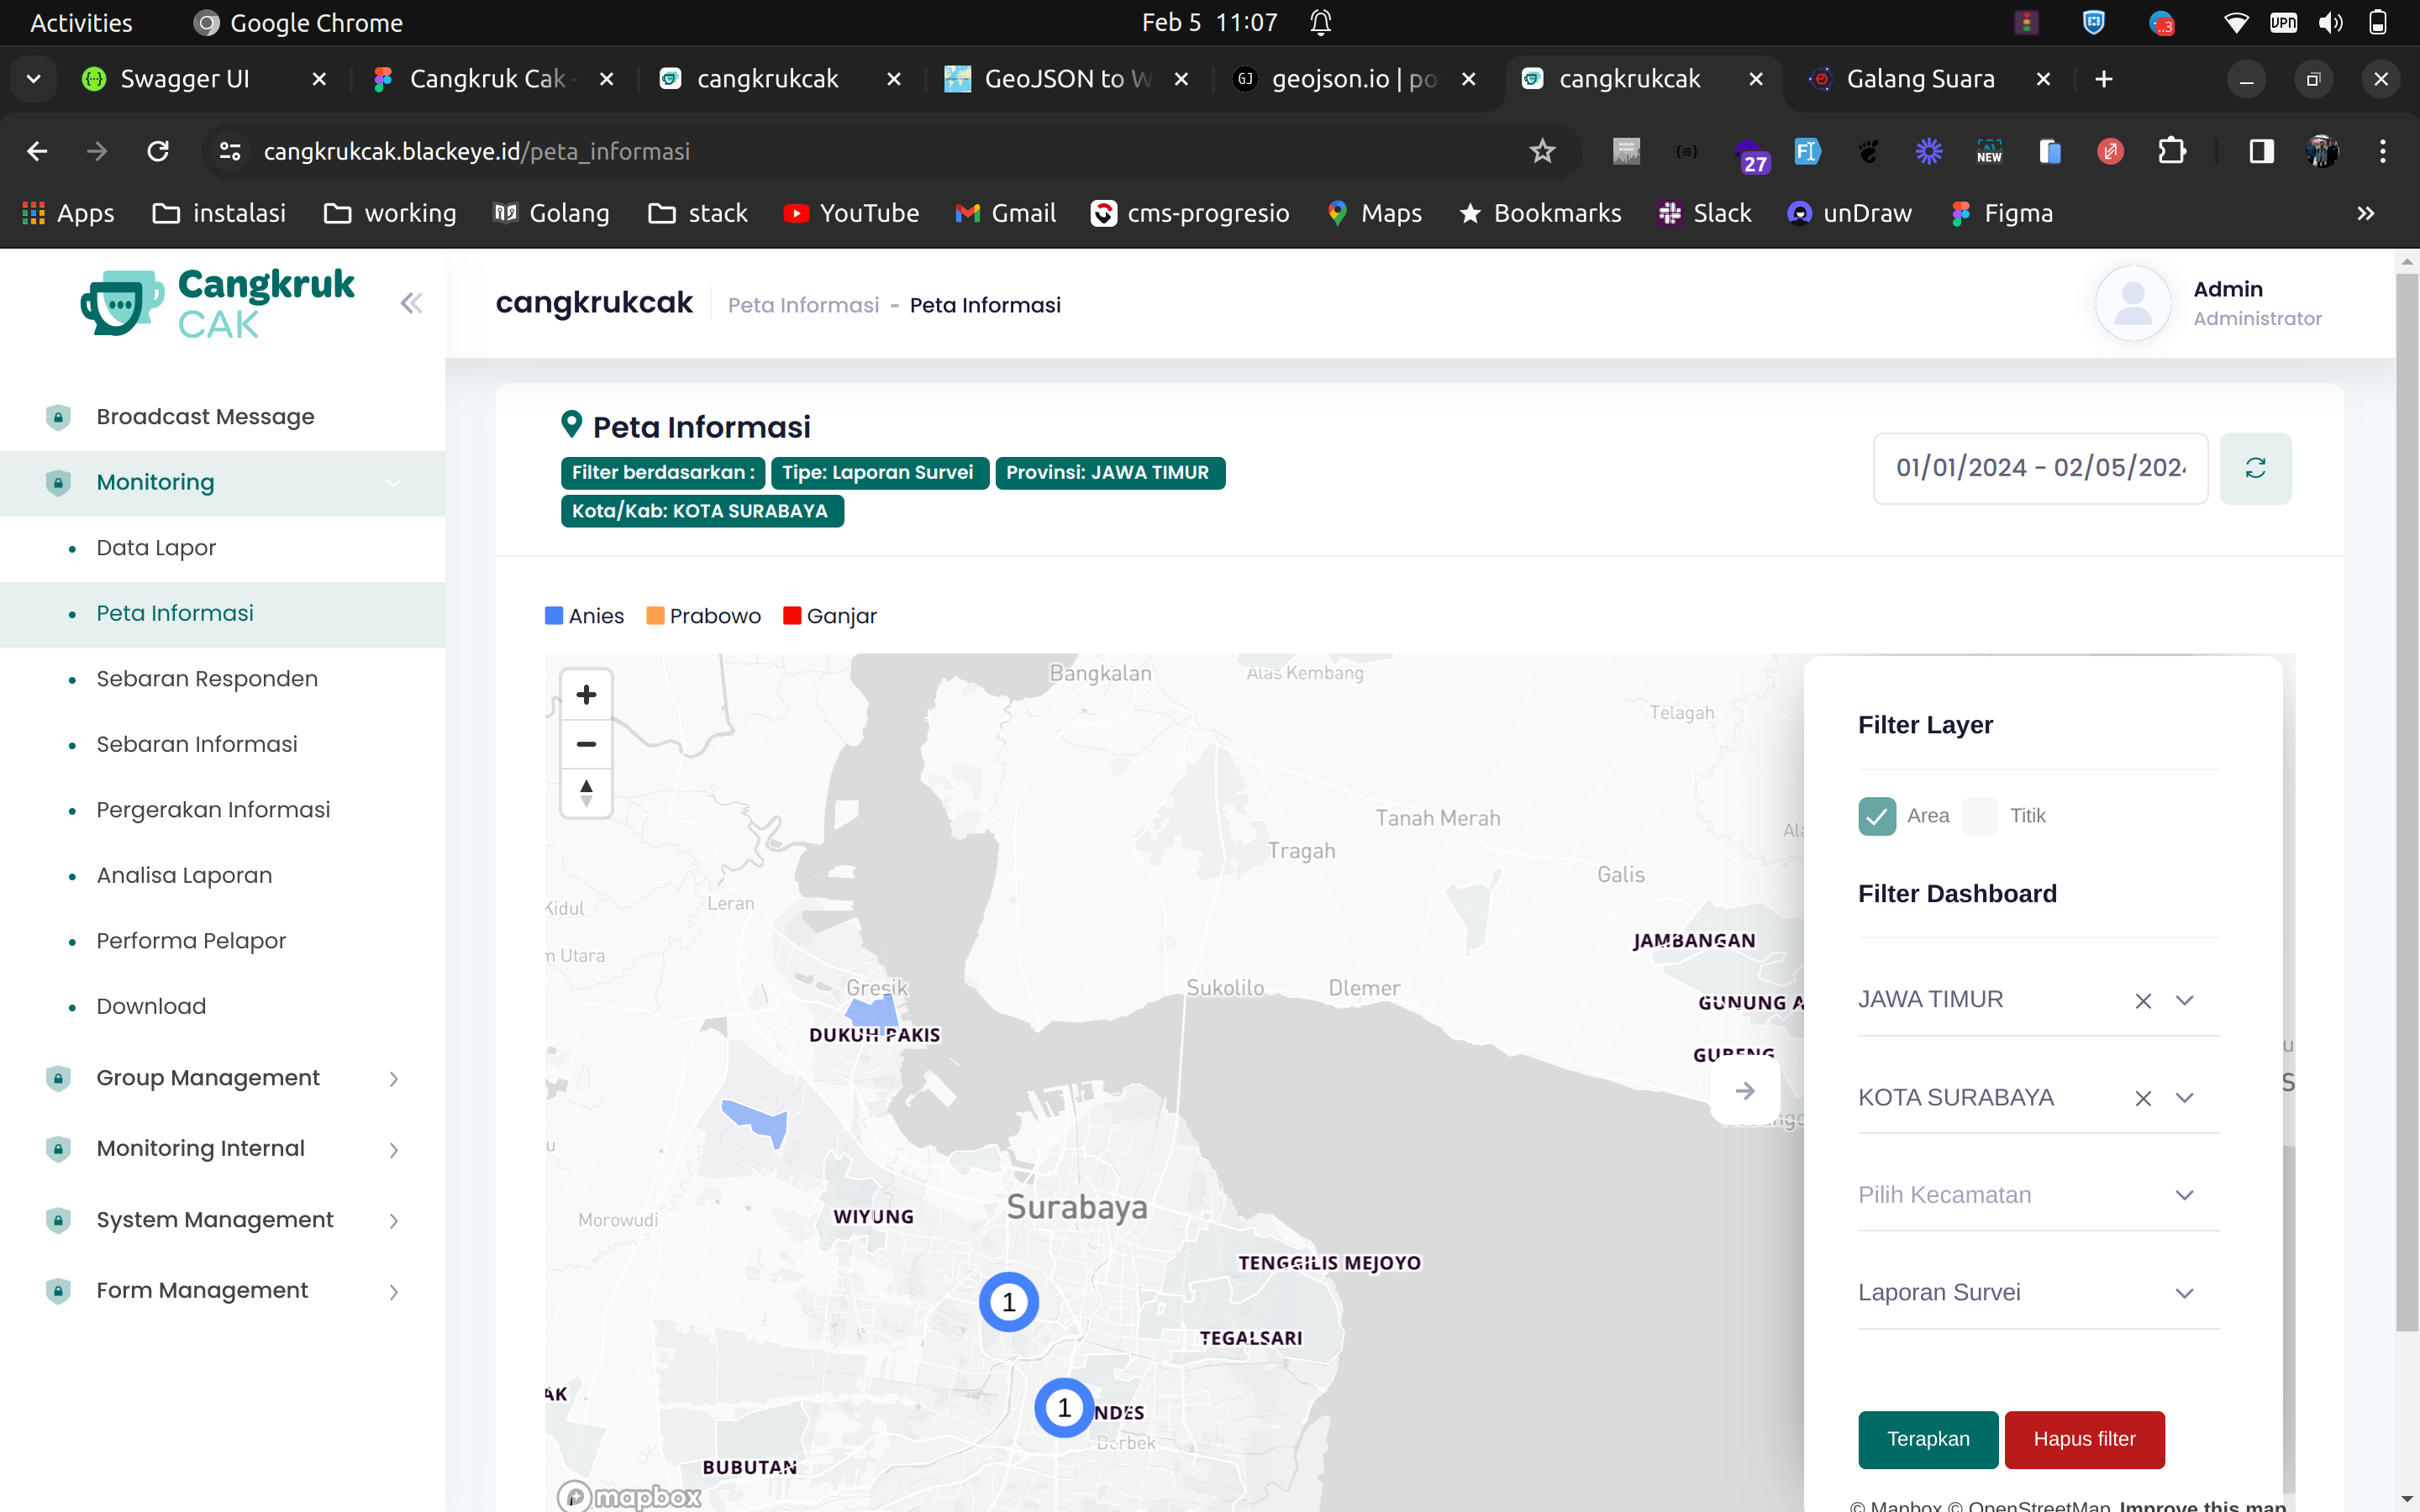 Activities
Google Chrome
Feb 5 11:07
Swagger UI
Cangkruk Cak -
cangkrukcak
GeoJSON to W
geojson.io | po
cangkrukcak
Galang Suara
cangkrukcak.blackeye.id/peta_informasi
27
NEW
Apps
instalasi
working
Golang
stack
YouTube
Gmail
cms-progresio
Maps
Bookmarks
Slack
unDraw
Figma
Cangkruk
CAK
cangkrukcak
Peta Informasi - Peta Informasi
Admin
Administrator
Broadcast Message
Monitoring
Data Lapor
Peta Informasi
Sebaran Responden
Sebaran Informasi
Pergerakan Informasi
Analisa Laporan
Performa Pelapor
Download
Group Management
Monitoring Internal
System Management
Form Management
Peta Informasi
Filter berdasarkan :
Tipe: Laporan Survei
Provinsi: JAWA TIMUR
Kota/Kab: KOTA SURABAYA
01/01/2024 - 02/05/202
Anies
Prabowo
Ganjar
Bangkalan
Alas Kembang
Telagah
Tanah Merah
Tragah
Galis
Kidul
Leran
JAMBANGAN
m Utara
Gresik
Sukolilo
Dlemer
GUNUNG A
DUKUH PAKIS
GUBENG
Surabaya
Morowudi
WIYUNG
TENGGILIS MEJOYO
1
TEGALSARI
AK
1
NDES
Berbek
BUBUTAN
mapbox
Filter Layer
Area
Titik
Filter Dashboard
JAWA TIMUR
KOTA SURABAYA
Pilih Kecamatan
Laporan Survei
Terapkan
Hapus filter
© Mapbox © OpenStreetMap Improve this map